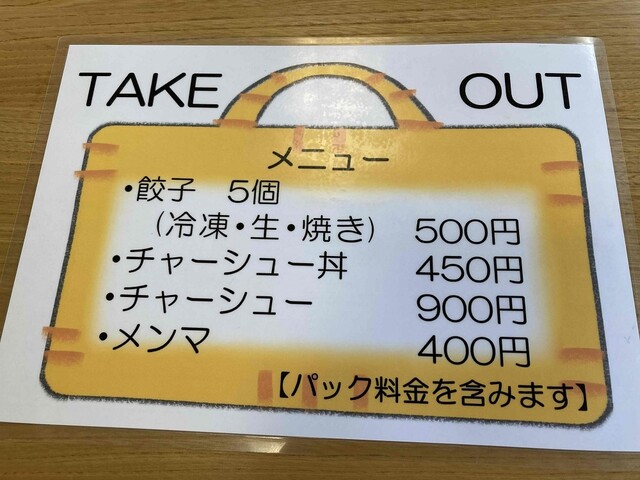 TAKE OUT
メニュー
・餃子 5個
(冷凍・生・焼き) 500円
・チャーシュー丼 450円
・チャーシュー 900円
・メンマ 400円
【パック料金を含みます】